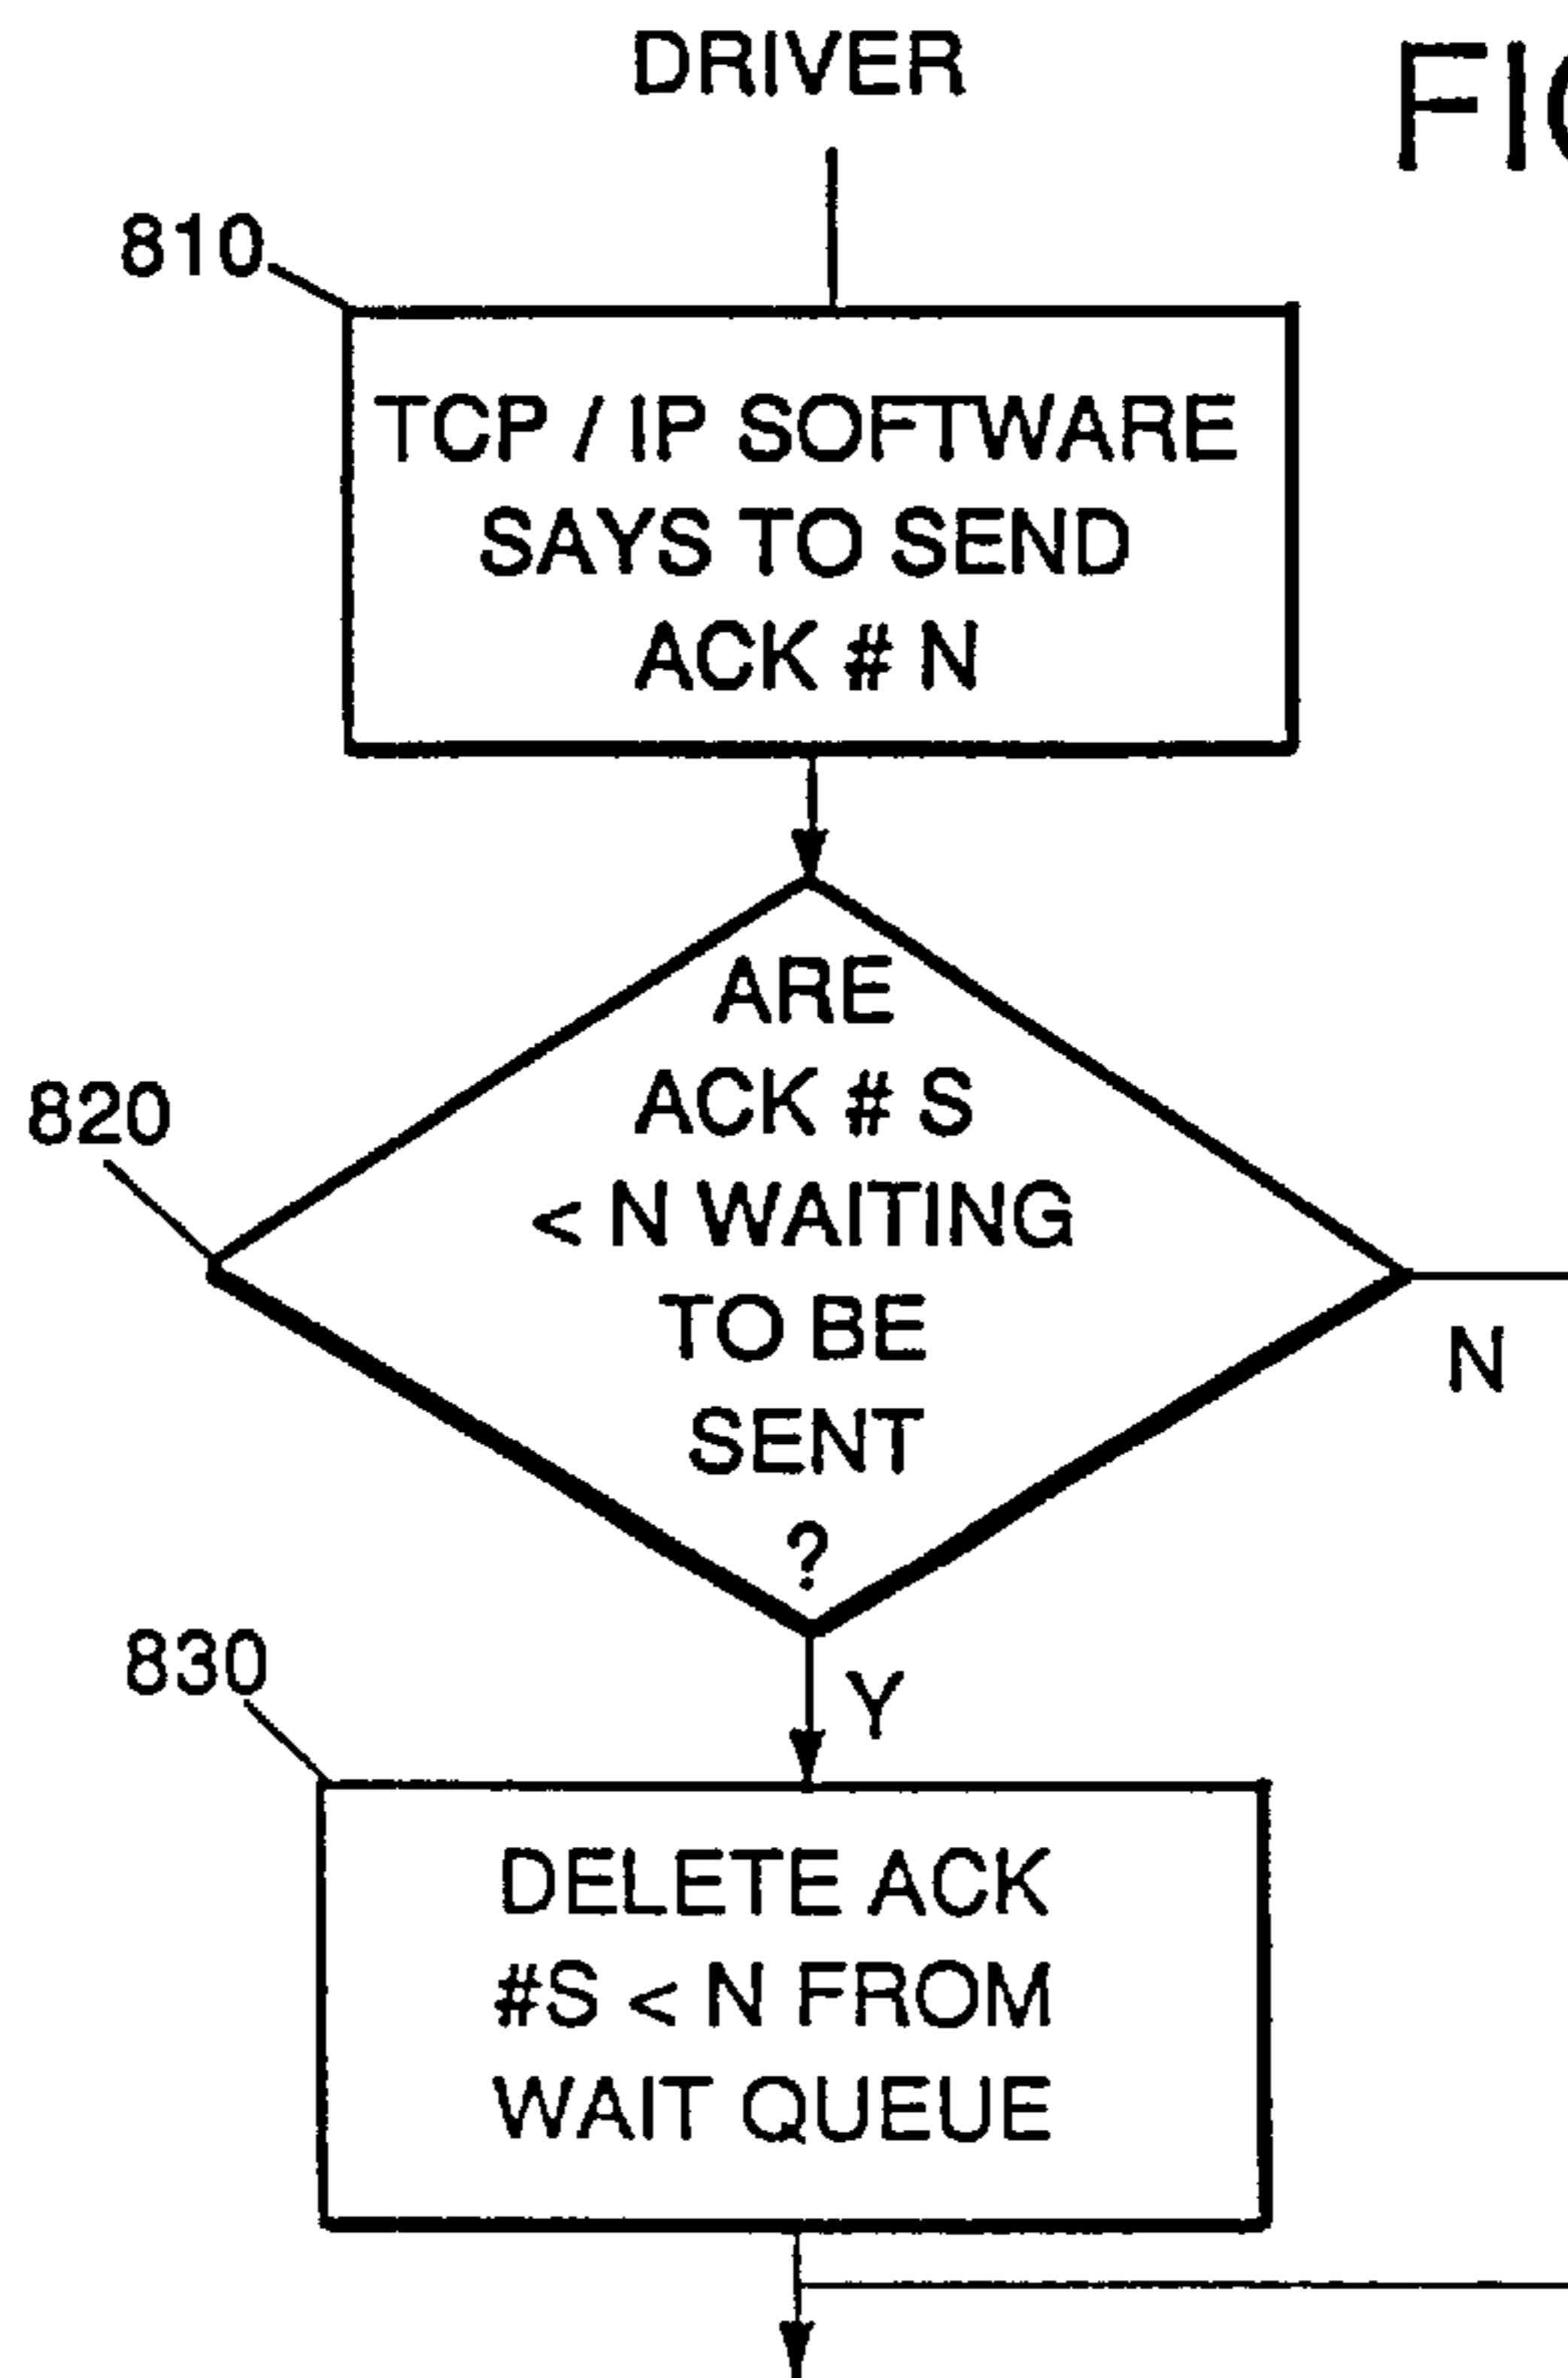 DRIVER
810
TCP / IP SOFTWARE
SAYS TO SEND
ACK # N
ARE
ACK # S
< N WAITING
TO BE
SENT
?
820
N
830
Y
DELETE ACK
#S < N FROM
WAIT QUEUE